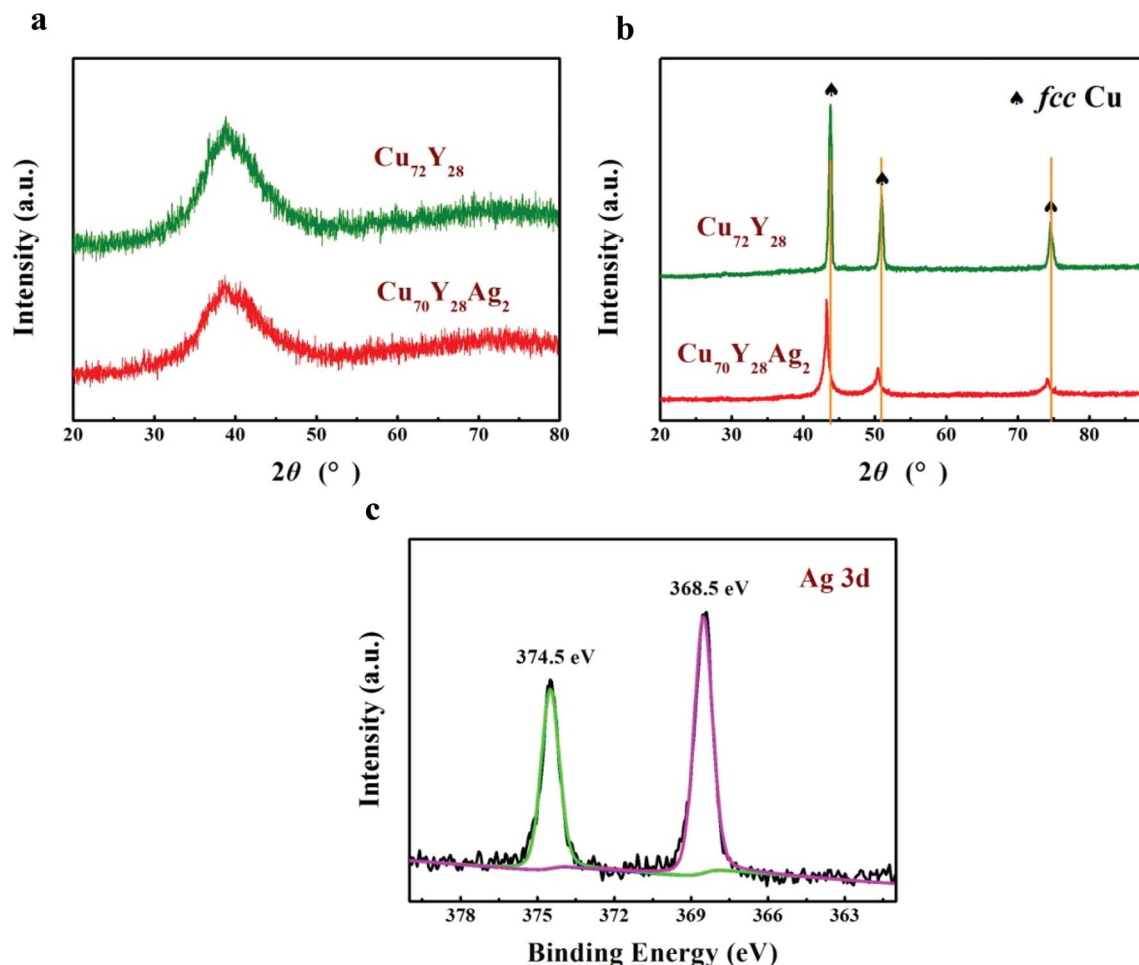 a
Intensity (a.u.)
Cu₇₂Y₂₈
Cu₇₀Y₂₈Ag₂
20 30 40 50 60 70 80
2θ (° )
b
Intensity (a.u.)
♠ fcc Cu
Cu₇₂Y₂₈
Cu₇₀Y₂₈Ag₂
20 30 40 50 60 70 80
2θ (° )
c
Intensity (a.u.)
Ag 3d
368.5 eV
374.5 eV
378 375 372 369 366 363
Binding Energy (eV)